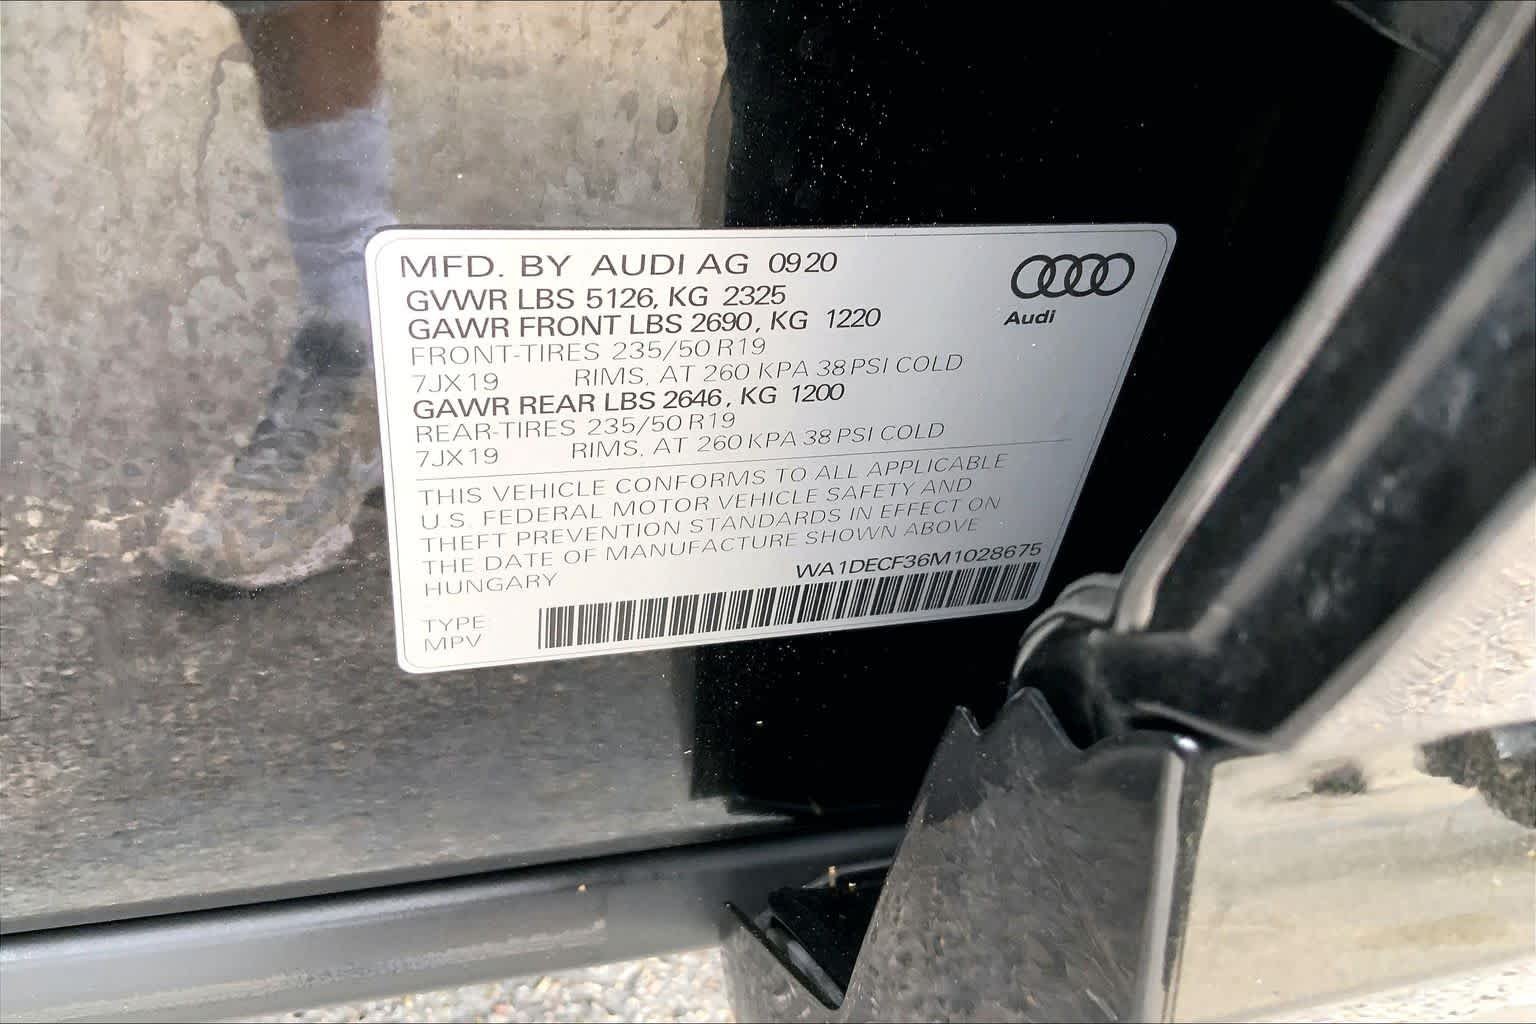 MFD. BY AUDI AG 0920
GVWR LBS 5126, KG 2325
GAWR FRONT LBS 2690, KG 1220
FRONT-TIRES 235/50 R19
7JX19 RIMS, AT 260 KPA 38 PSI COLD
GAWR REAR LBS 2646, KG 1200
REAR-TIRES 235/50 R19
7JX19 RIMS, AT 260 KPA 38 PSI COLD
Audi
THIS VEHICLE CONFORMS TO ALL APPLICABLE
U.S. FEDERAL MOTOR VEHICLE SAFETY AND
THEFT PREVENTION STANDARDS IN EFFECT ON
THE DATE OF MANUFACTURE SHOWN ABOVE
HUNGARY
WA1DECF36M1028675
TYPE
MPV